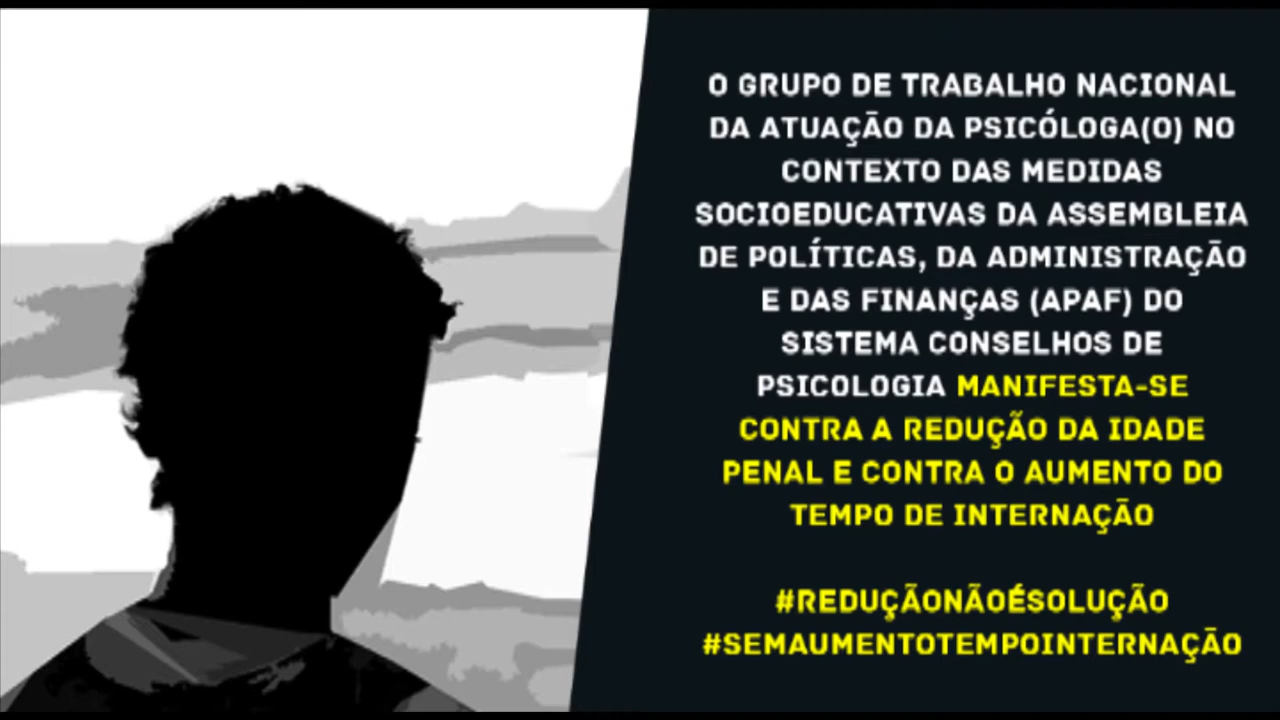 O GRUPO DE TRABALHO NACIONAL
DA ATUAÇÃO DA PSICÓLOGA(O) NO
CONTEXTO DAS MEDIDAS
SOCIOEDUCATIVAS DA ASSEMBLEIA
DE POLÍTICAS, DA ADMINISTRAÇÃO
E DAS FINANÇAS (APAF) DO
SISTEMA CONSELHOS DE
PSICOLOGIA MANIFESTA-SE
CONTRA A REDUÇÃO DA IDADE
PENAL E CONTRA O AUMENTO DO
TEMPO DE INTERNAÇÃO
#REDUÇÃONÃOÉSOLUÇÃO
#SEMAUMENTOTEMPOINTERNAÇÃO